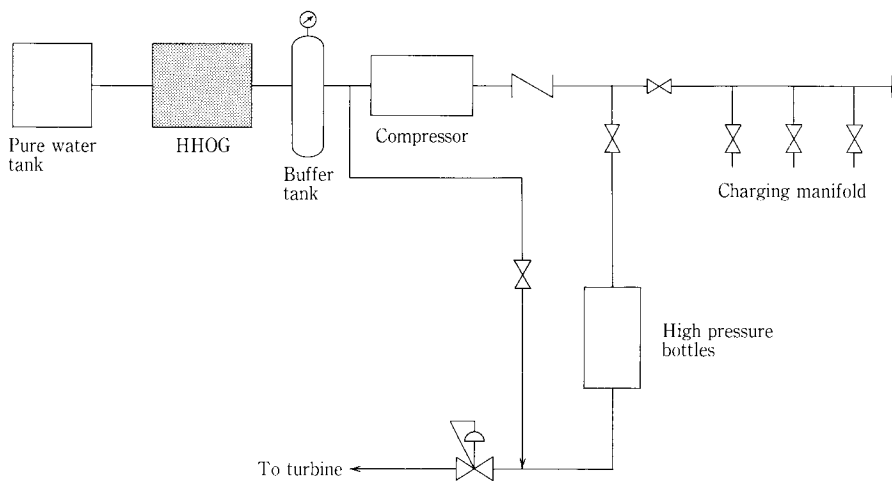 Pure water
tank
HHOG
Buffer
tank
Compressor
Charging manifold
High pressure
bottles
To turbine